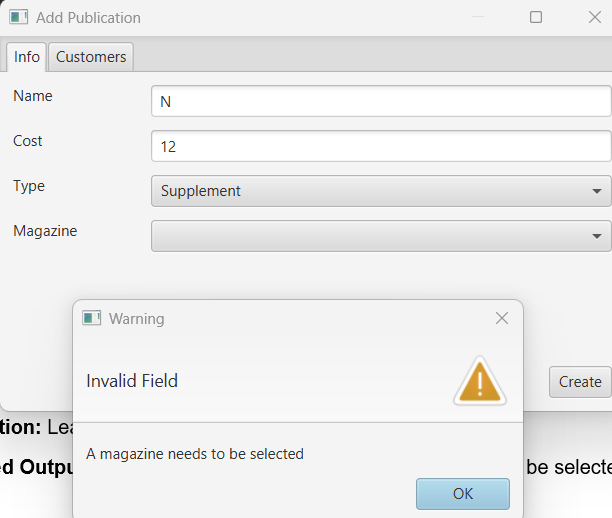 Add Publication
Info Customers
Name N
Cost 12
Type Supplement
Magazine
Warning
Invalid Field
Create
tion:
A magazine needs to be selected
be
OK